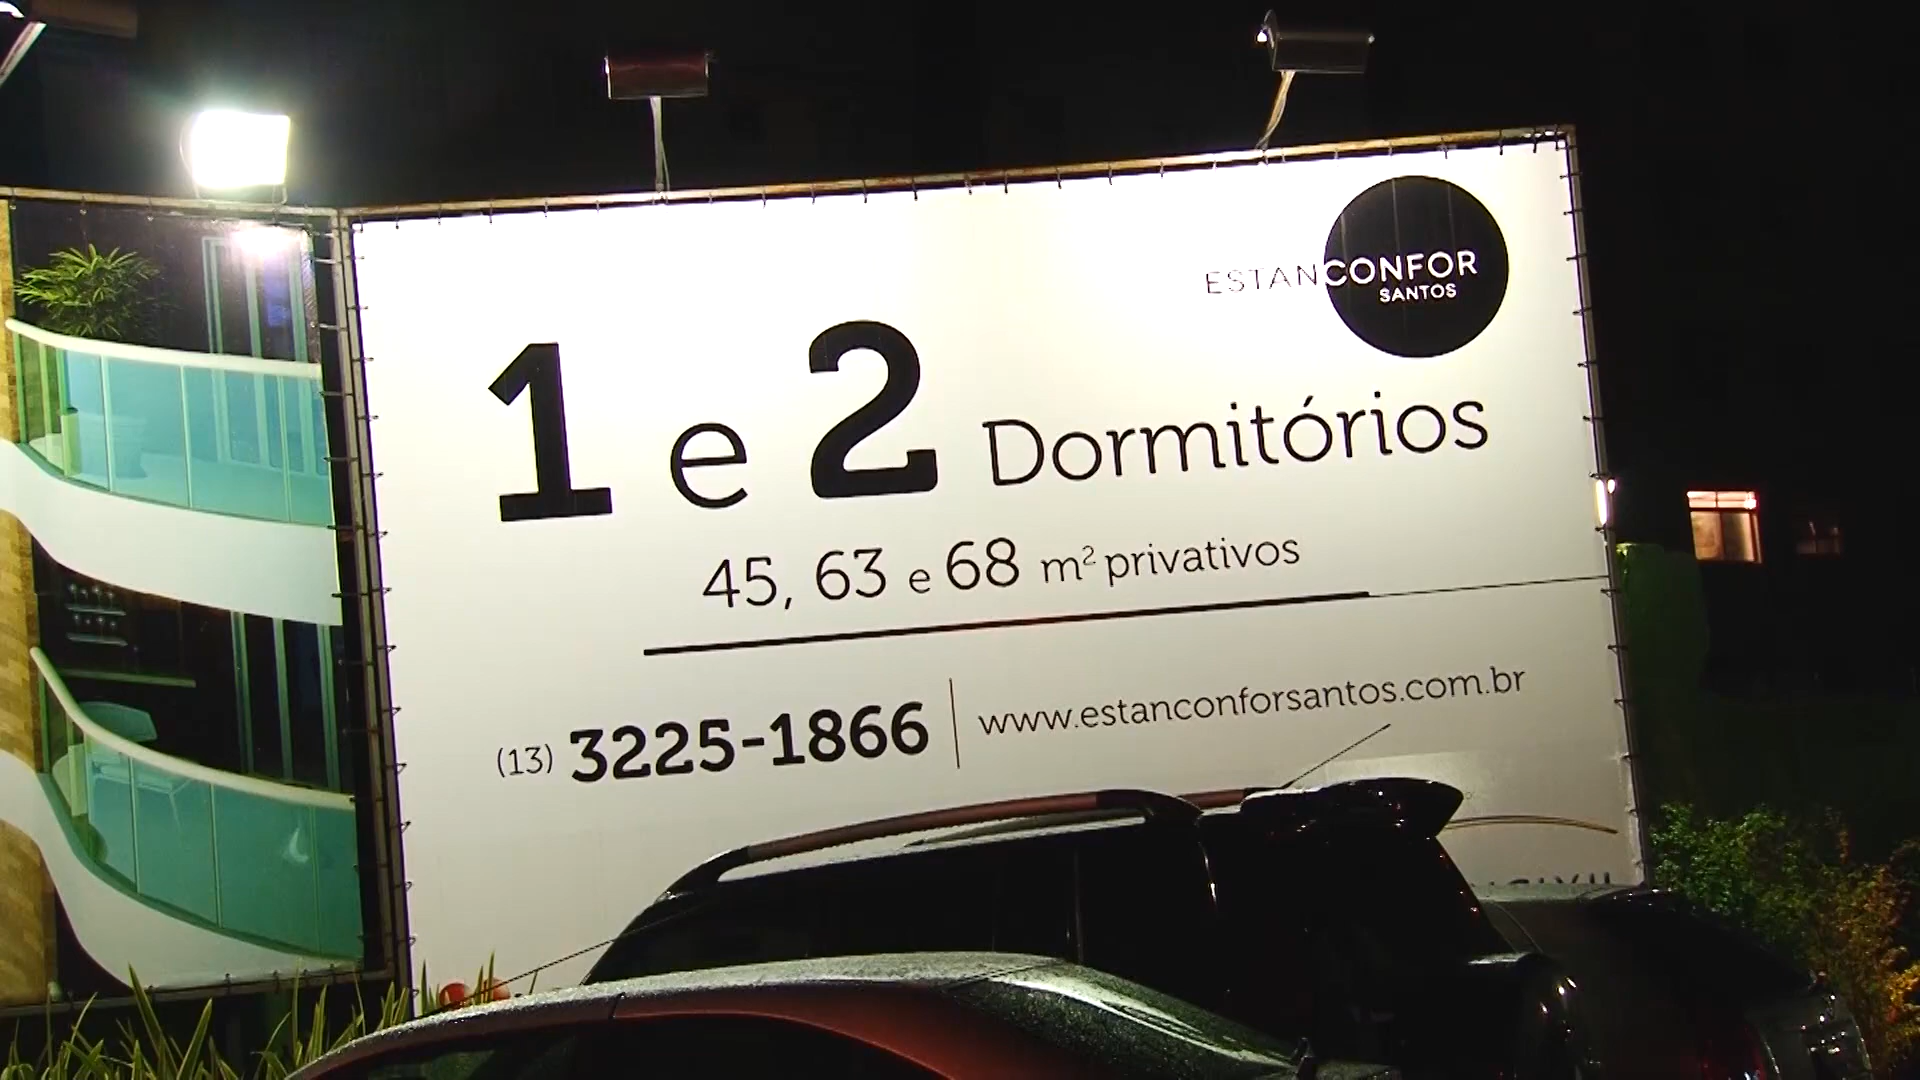 ESTANCONFOR
SANTOS
1 e 2 Dormitórios
45, 63 e 68 m² privativos
(13) 3225-1866
www.estanconforsantos.com.br